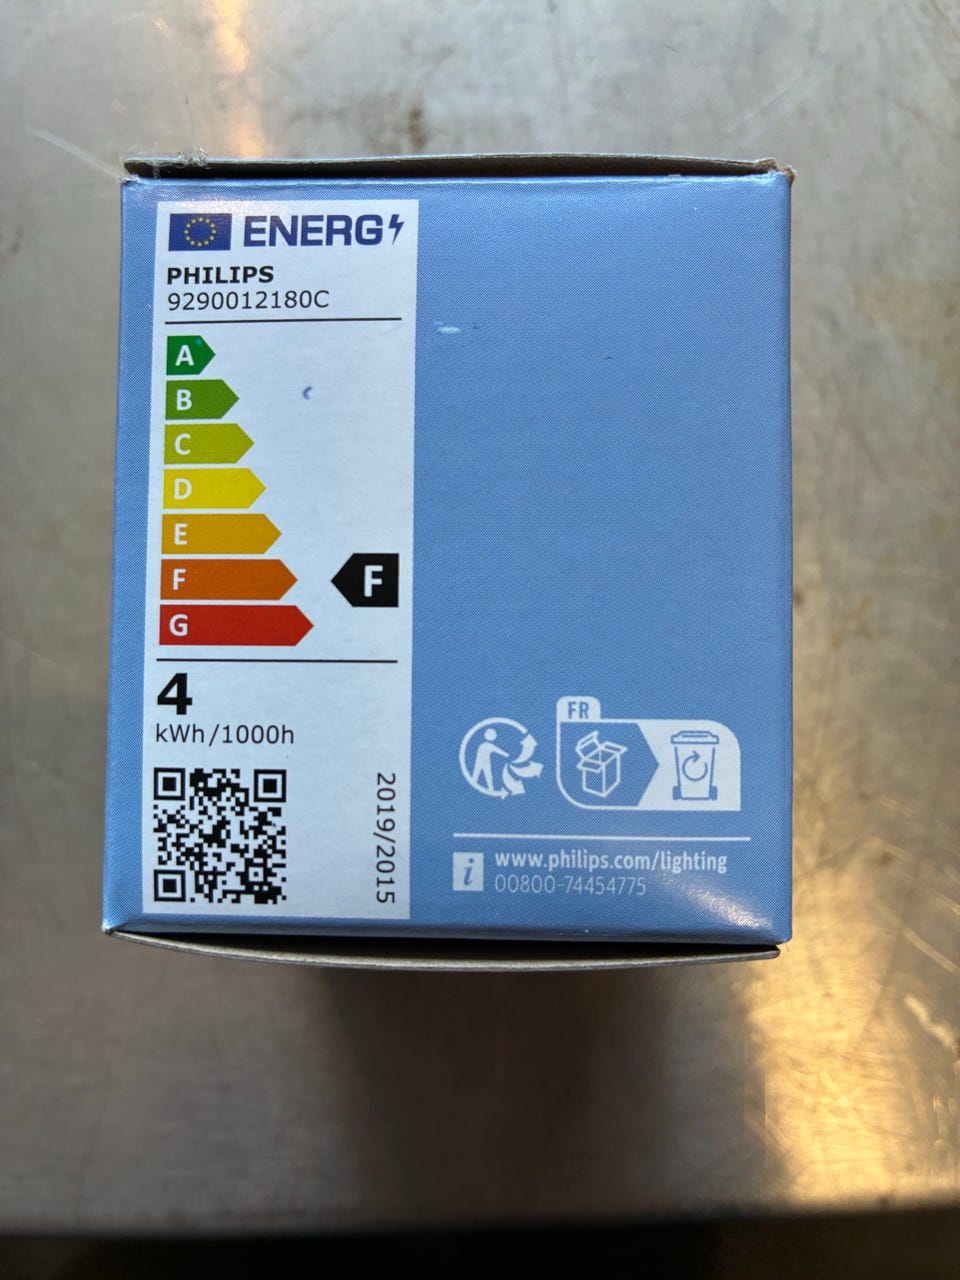 ENERG
PHILIPS
9290012180C
A
B
C
D
E
F
F
G
4
kWh/1000h
2019/2015
FR
i
www.philips.com/lighting
00800-74454775